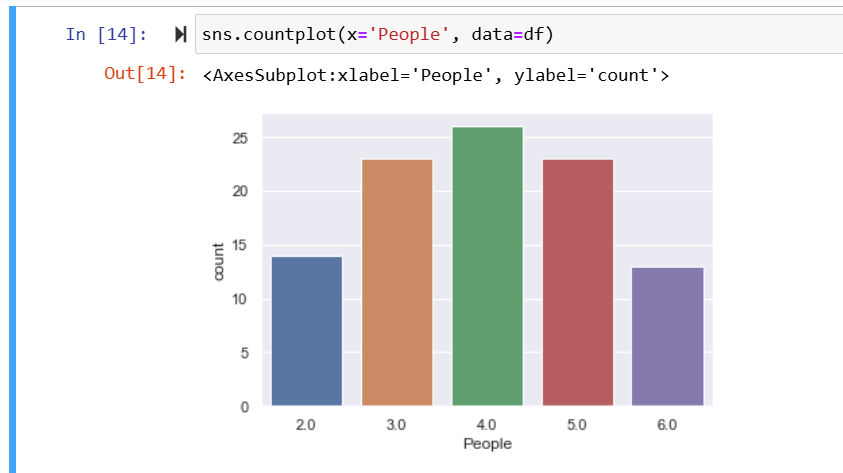 In [14]: sns.countplot(x='People', data=df)
Out[14]: <AxesSubplot:xlabel='People', ylabel='count'>
25
20
15
10
5
0
count
2.0 3.0 4.0 5.0 6.0
People